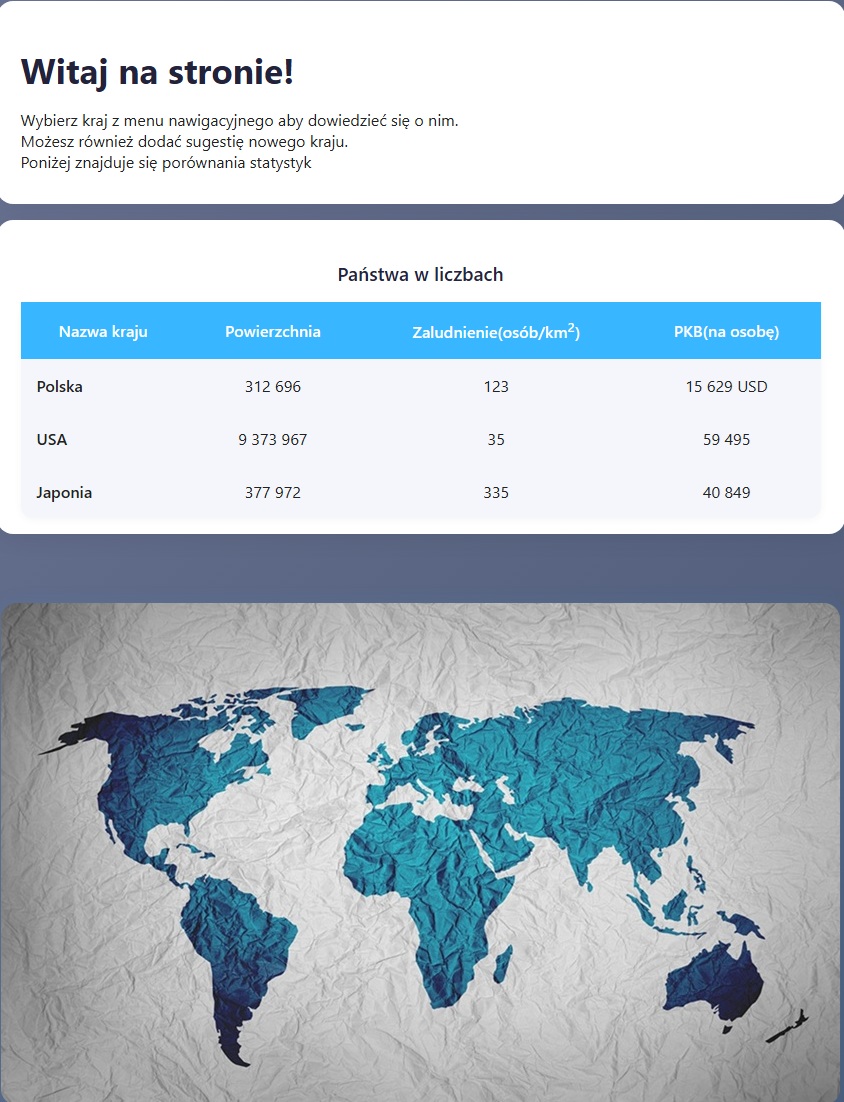 Witaj na stronie!
Wybierz kraj z menu nawigacyjnego aby dowiedzieć się o nim.
Możesz również dodać sugestię nowego kraju.
Poniżej znajduje się porównania statystyk
Państwa w liczbach
Nazwa kraju Powierzchnia Zaludnienie(osób/km²) PKB(na osobę)
Polska 312 696 123 15 629 USD
USA 9 373 967 35 59 495
Japonia 377 972 335 40 849